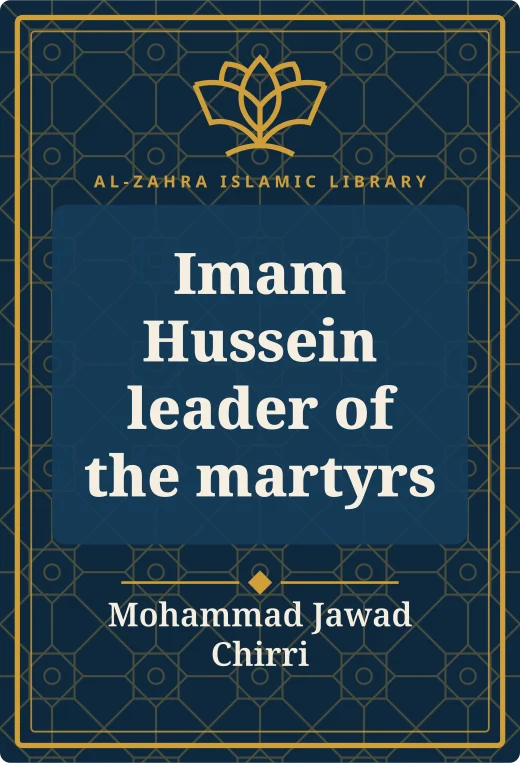 AL-ZAHRA ISLAMIC LIBRARY
Imam
Hussein
leader of
the martyrs
Mohammad Jawad
Chirri